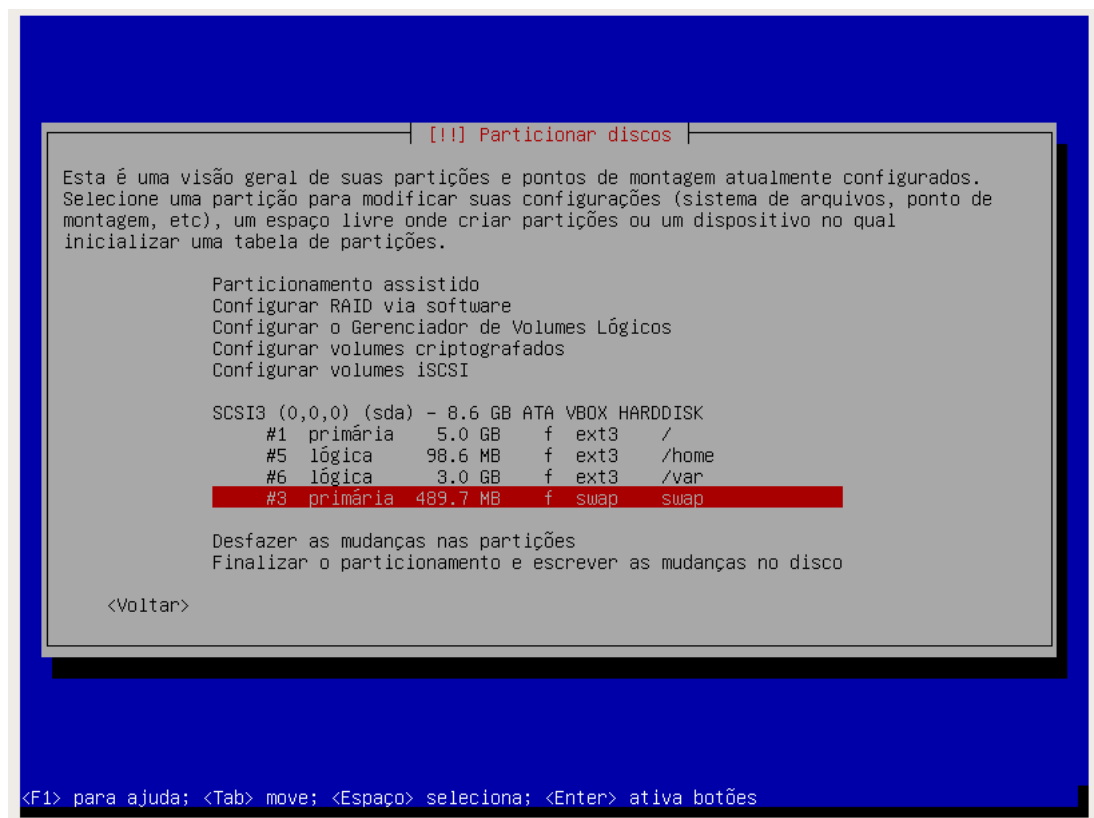 [!!] Particionar discos
Esta é uma visão geral de suas partições e pontos de montagem atualmente configurados.
Selecione uma partição para modificar suas configurações (sistema de arquivos, ponto de
montagem, etc), um espaço livre onde criar partições ou um dispositivo no qual
inicializar uma tabela de partições.
Particionamento assistido
Configurar RAID via software
Configurar o Gerenciador de Volumes Lógicos
Configurar volumes criptografados
Configurar volumes iSCSI
SCSI3 (0,0,0) (sda) - 8.6 GB ATA VBOX HARDDISK
#1 primária 5.0 GB f ext3 /
#5 lógica 98.6 MB f ext3 /home
#6 lógica 3.0 GB f ext3 /var
#3 primária 489.7 MB f swap swap
Desfazer as mudanças nas partições
Finalizar o particionamento e escrever as mudanças no disco
<Voltar>
<F1> para ajuda; <Tab> move; <Espaço> seleciona; <Enter> ativa botões